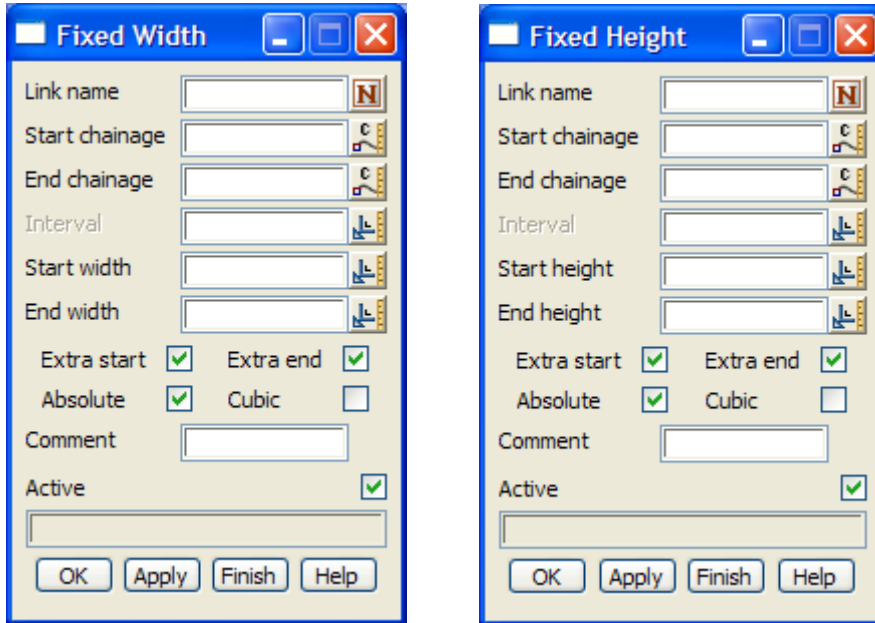 Fixed Width
Link name
N
Start chainage
C
End chainage
C
Interval
Start width
End width
Extra start Extra end
Absolute Cubic
Comment
Active
OK Apply Finish Help
Fixed Height
Link name
N
Start chainage
C
End chainage
C
Interval
Start height
End height
Extra start Extra end
Absolute Cubic
Comment
Active
OK Apply Finish Help